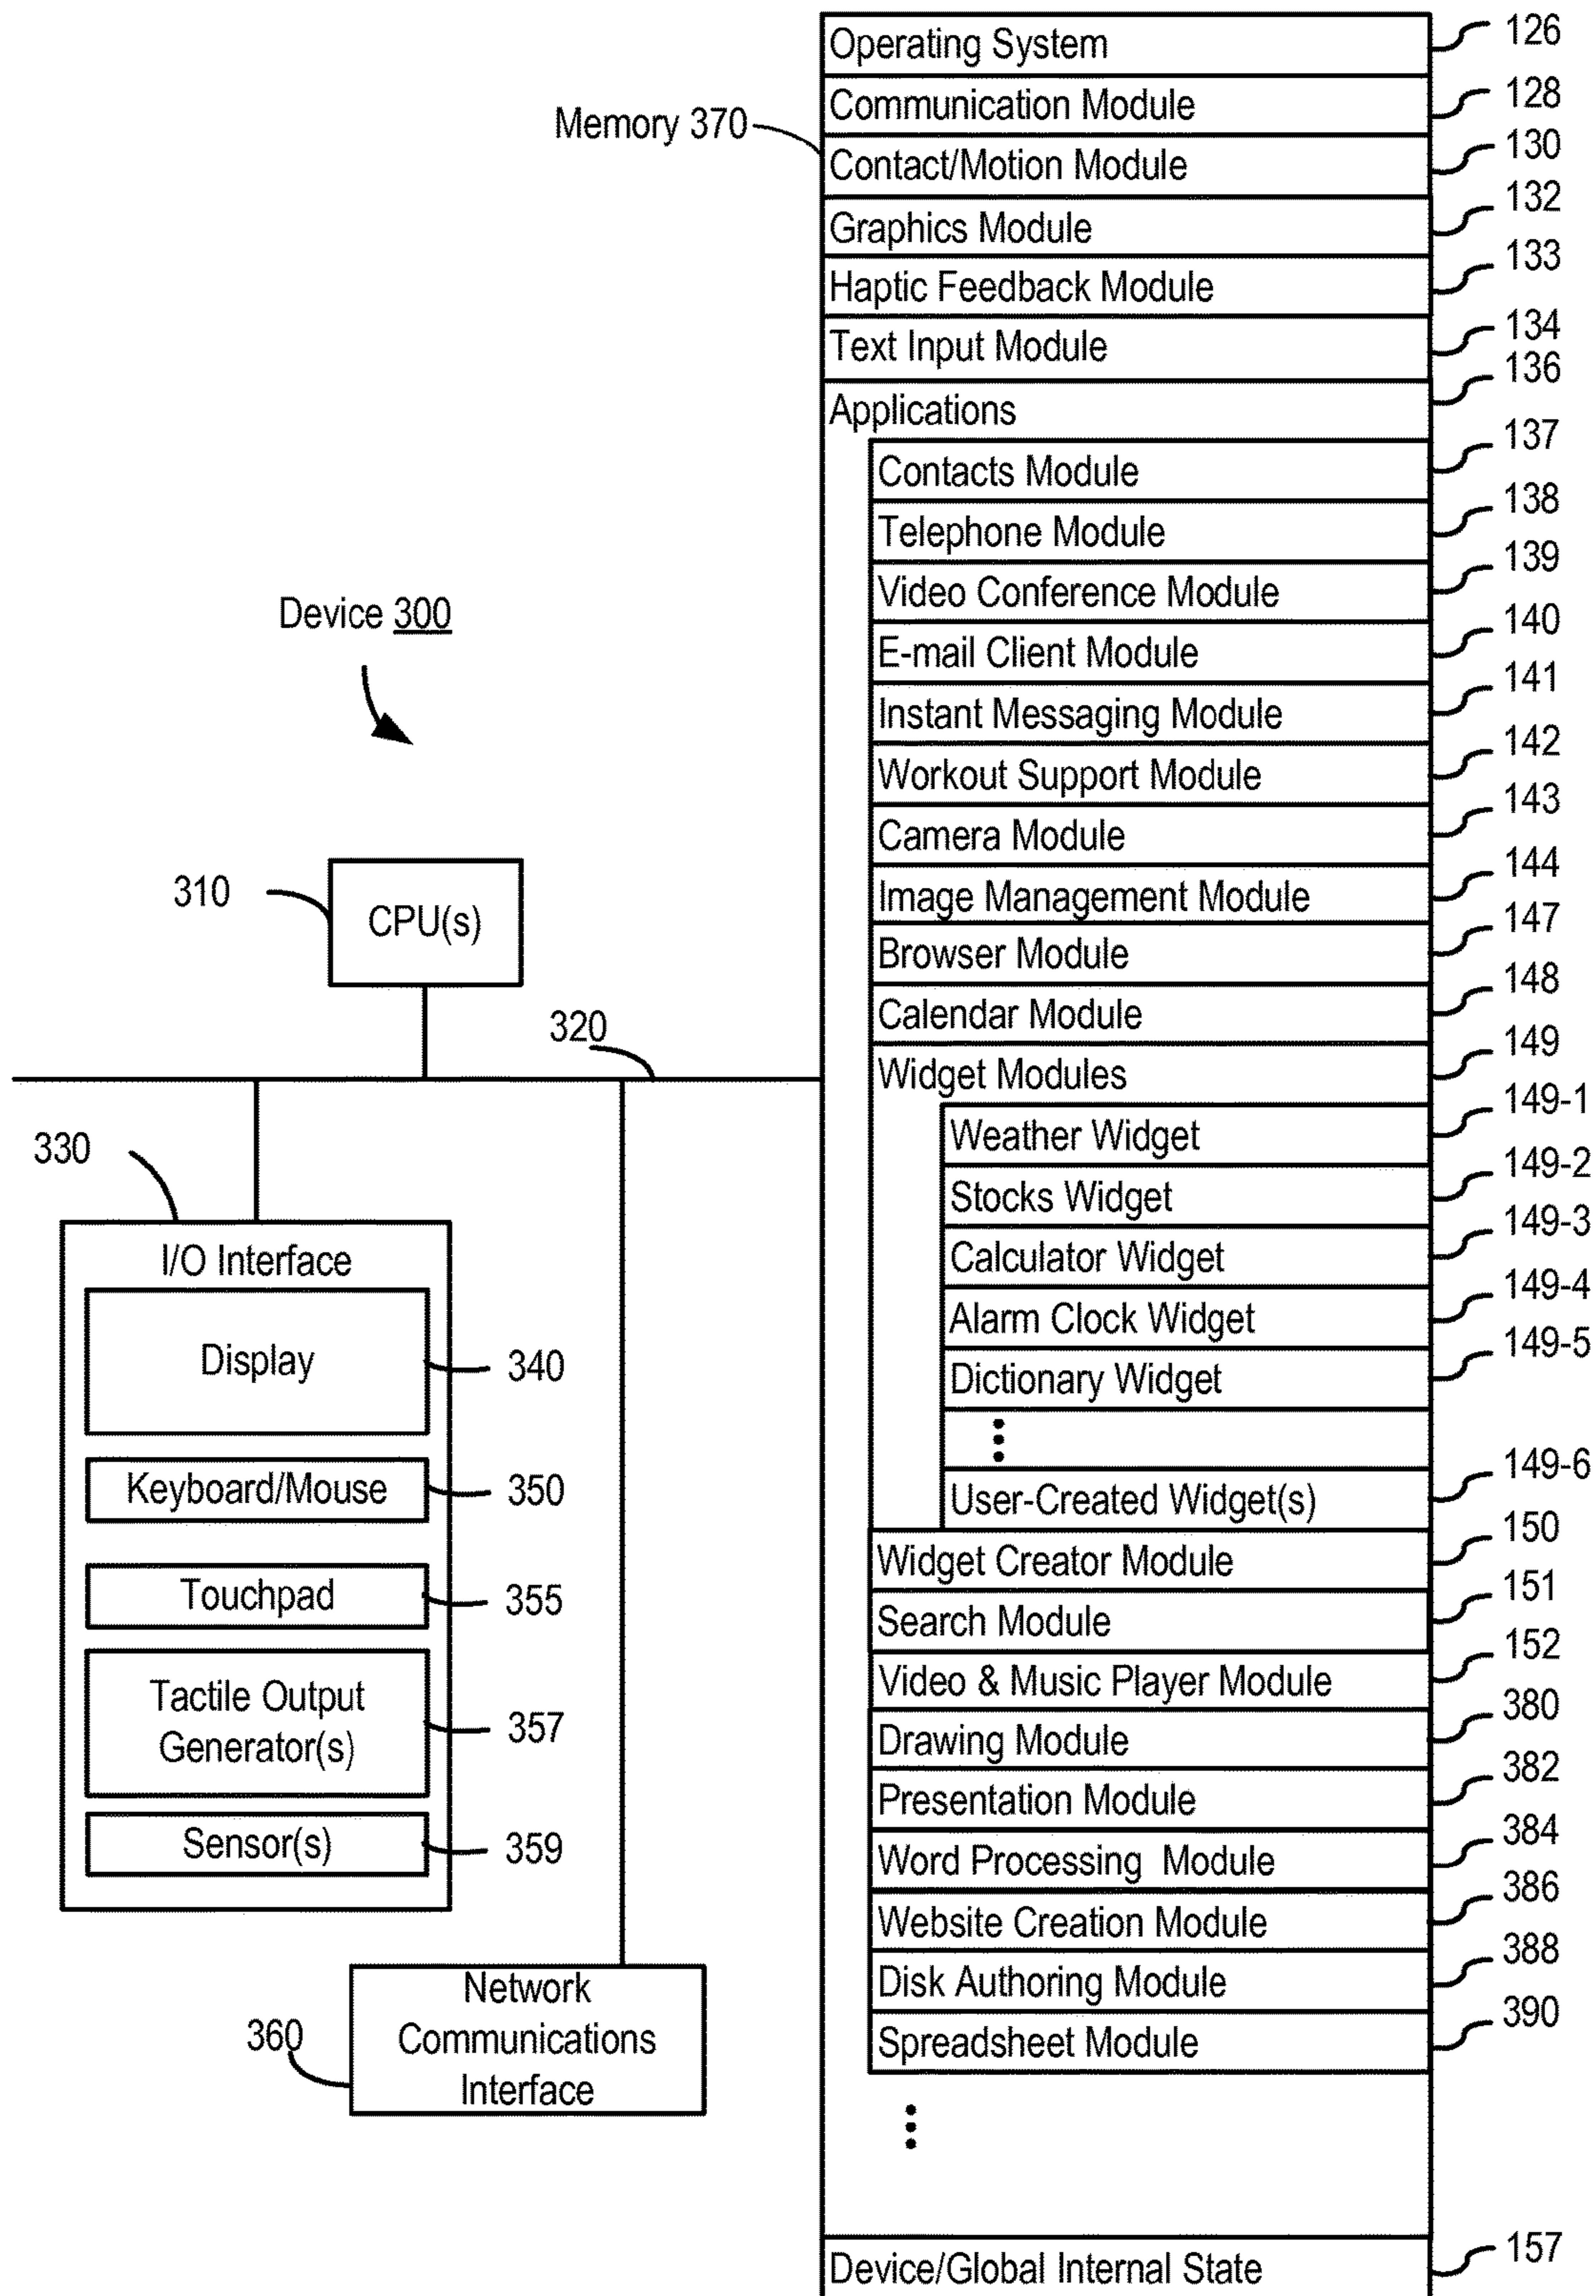 Operating System 126
Communication Module 128
Memory 370
Contact/Motion Module 130
Graphics Module 132
Haptic Feedback Module 133
Text Input Module 134
Applications 136
Contacts Module 137
Telephone Module 138
Video Conference Module 139
E-mail Client Module 140
Instant Messaging Module 141
Workout Support Module 142
Camera Module 143
Image Management Module 144
Browser Module 147
Calendar Module 148
Widget Modules 149
Weather Widget 149-1
Stocks Widget 149-2
Calculator Widget 149-3
Alarm Clock Widget 149-4
Dictionary Widget 149-5
User-Created Widget(s) 149-6
Widget Creator Module 150
Search Module 151
Video & Music Player Module 152
Drawing Module 380
Presentation Module 382
Word Processing  Module 384
Website Creation Module 386
Disk Authoring Module 388
Spreadsheet Module 390
Device/Global Internal State 157
Device 300
310
CPU(s)
320
330
I/O Interface
Display 340
Keyboard/Mouse 350
Touchpad 355
Tactile Output
Generator(s)
357
Sensor(s) 359
360
Network
Communications
Interface